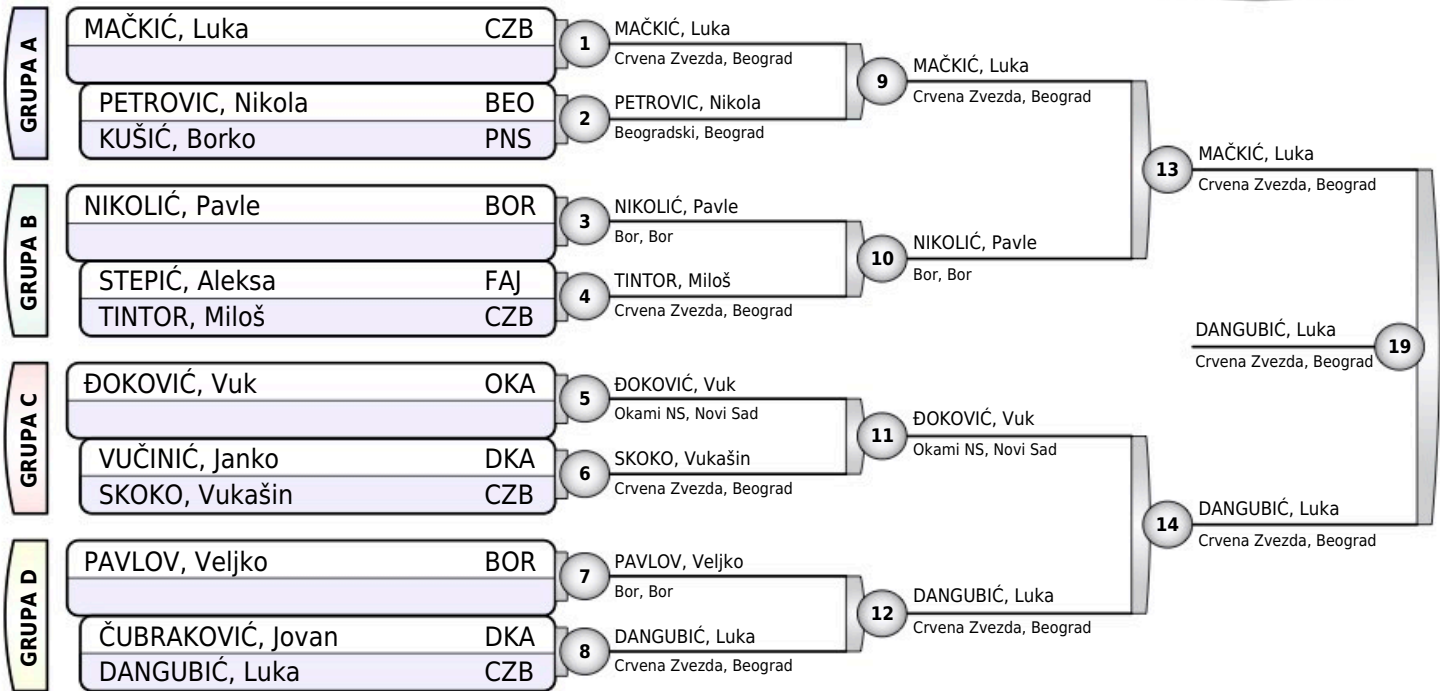 GRUPA A
MAČKIĆ, Luka CZB
PETROVIC, Nikola BEO
KUŠIĆ, Borko PNS
GRUPA B
NIKOLIĆ, Pavle BOR
STEPIĆ, Aleksa FAJ
TINTOR, Miloš CZB
GRUPA C
ĐOKOVIĆ, Vuk OKA
VUČINIĆ, Janko DKA
SKOKO, Vukašin CZB
GRUPA D
PAVLOV, Veljko BOR
ČUBRAKOVIĆ, Jovan DKA
DANGUBIĆ, Luka CZB
1
MAČKIĆ, Luka
Crvena Zvezda, Beograd
2
PETROVIC, Nikola
Beogradski, Beograd
3
NIKOLIĆ, Pavle
Bor, Bor
4
TINTOR, Miloš
Crvena Zvezda, Beograd
5
ĐOKOVIĆ, Vuk
Okami NS, Novi Sad
6
SKOKO, Vukašin
Crvena Zvezda, Beograd
7
PAVLOV, Veljko
Bor, Bor
8
DANGUBIĆ, Luka
Crvena Zvezda, Beograd
9
MAČKIĆ, Luka
Crvena Zvezda, Beograd
10
NIKOLIĆ, Pavle
Bor, Bor
11
ĐOKOVIĆ, Vuk
Okami NS, Novi Sad
12
DANGUBIĆ, Luka
Crvena Zvezda, Beograd
13
MAČKIĆ, Luka
Crvena Zvezda, Beograd
14
DANGUBIĆ, Luka
Crvena Zvezda, Beograd
DANGUBIĆ, Luka
Crvena Zvezda, Beograd
19